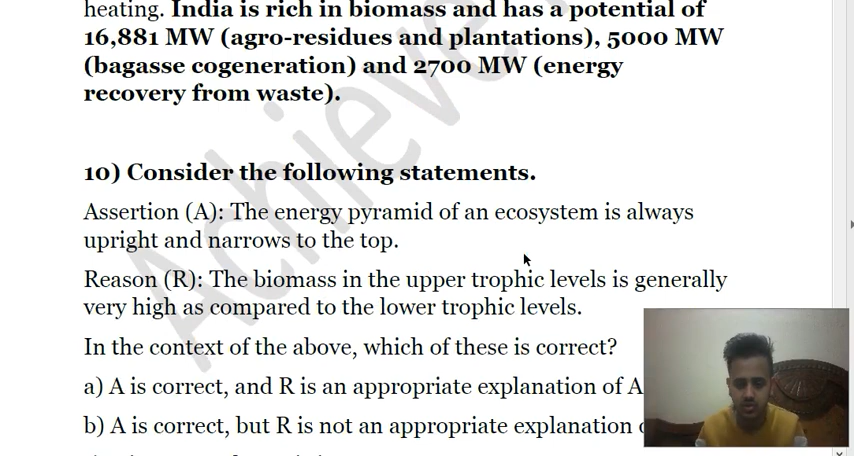 heating. India is rich in biomass and has a potential of
16,881 MW (agro-residues and plantations), 5000 MW
(bagasse cogeneration) and 2700 MW (energy
recovery from waste).
10) Consider the following statements.
Assertion (A): The energy pyramid of an ecosystem is always
upright and narrows to the top.
Reason (R): The biomass in the upper trophic levels is generally
very high as compared to the lower trophic levels.
In the context of the above, which of these is correct?
a) A is correct, and R is an appropriate explanation of A
b) A is correct, but R is not an appropriate explanation
Achieve